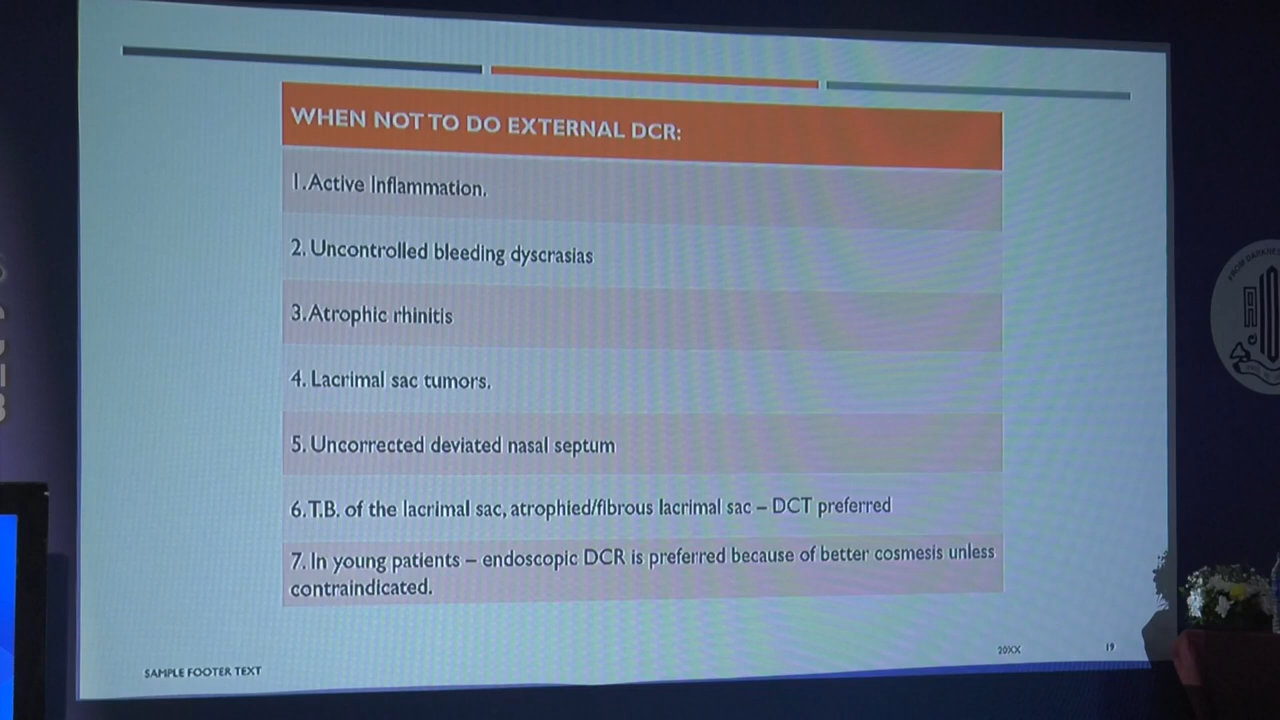 WHEN NOT TO DO EXTERNAL DCR:
1.Active Inflammation.
2. Uncontrolled bleeding dyscrasias
3.Atrophic rhinitis
4. Lacrimal sac tumors.
5. Uncorrected deviated nasal septum
6.T.B. of the lacrimal sac, atrophied/fibrous lacrimal sac – DCT preferred
7. In young patients – endoscopic DCR is preferred because of better cosmesis unless
contraindicated.
SAMPLE FOOTER TEXT
20XX
19